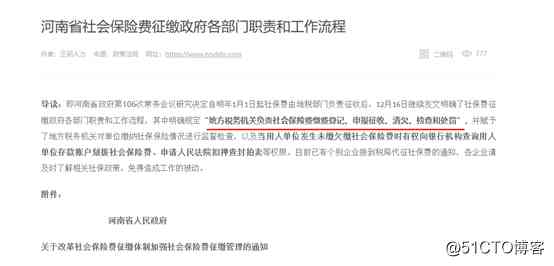 河南省社会保险费征缴政府各部门职责和工作流程
二维码 377
导读：即河南省政府第106次常务会议研究决定自明年1月1日起社保费由地税部门负责征收后，12月16日继续发文明确了社保费征
缴政府各部门的职责和工作流程。其中明确规定“地方税务机关负责社会保险费缴费登记、申报征收、清欠、检查和处罚”，并赋予
了地方税务机关对单位缴纳社保保险情况进行监督检查，以及当用人单位发生未缴欠缴社会保险费时有权向银行机构查询用人
单位存款账户划拨社会保险费、申请人民法院扣押查封拍卖等权限。目前已有个别企业接到税局代征社保费的通知。各企业请
及时了解相关社保政策，免得造成工作的被动。
附件：
河南省人民政府
关于改革社会保险费征缴体制加强社会保险费征缴管理的通知
@51CTO博客